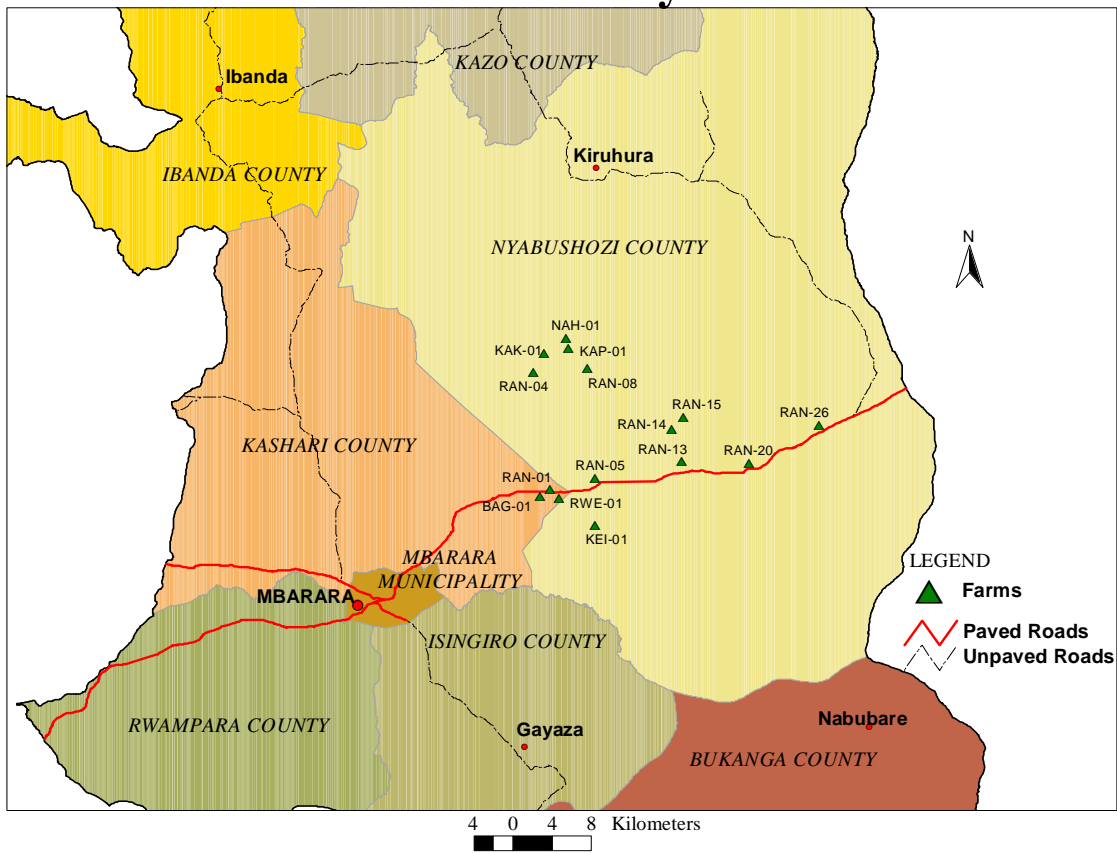 Ibanda
KAZO COUNTY
Kiruhura
IBANDA COUNTY
NYABUSHOZI COUNTY
N
NAH-01
KAK-01
KAP-01
RAN-04
RAN-08
RAN-15
RAN-14
RAN-26
KASHARI COUNTY
RAN-13
RAN-20
RAN-05
RAN-01
BAG-01
RWE-01
KEI-01
MBARARA
MUNICIPALITY
MBARARA
LEGEND
Farms
Paved Roads
Unpaved Roads
ISINGIRO COUNTY
RWAMPARA COUNTY
Gayaza
Nabubare
BUKANGA COUNTY
4 0 4 8 Kilometers